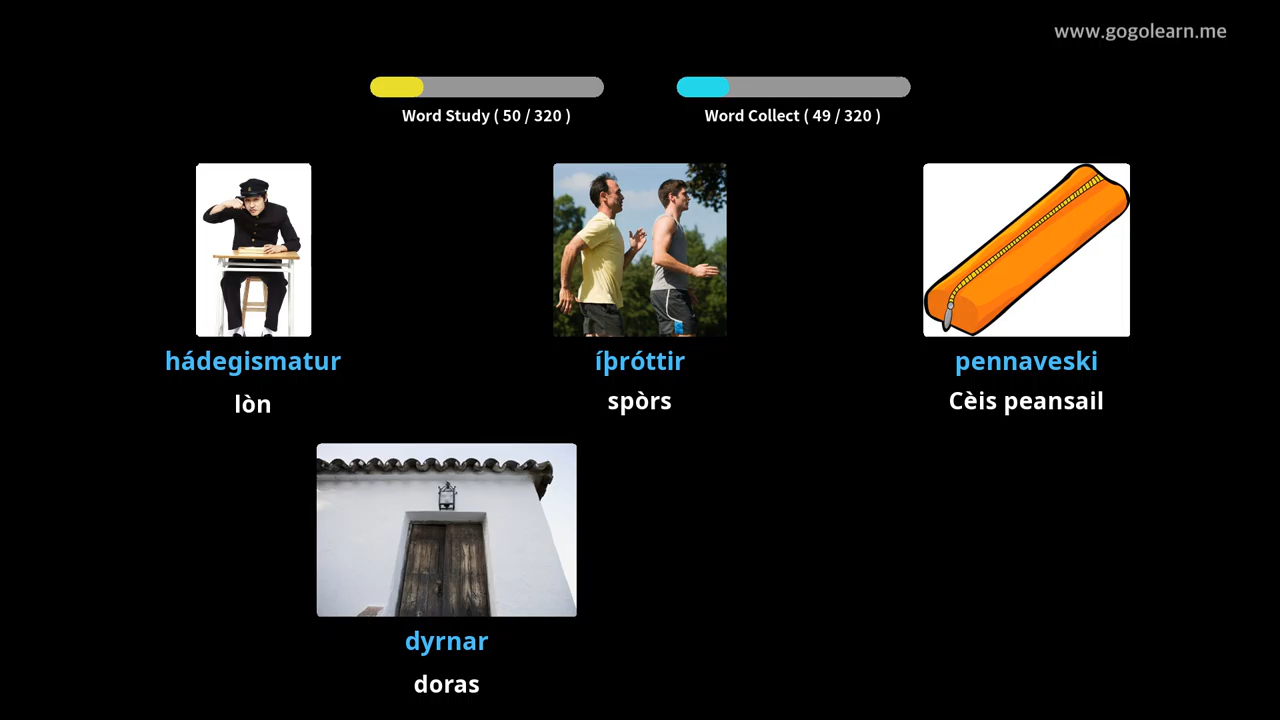 www.gogolearn.me
Word Study ( 50 / 320 )
Word Collect ( 49 / 320 )
hádegismatur
íþróttir
pennaveski
lòn
spòrs
Cèis peansail
dyrnar
doras